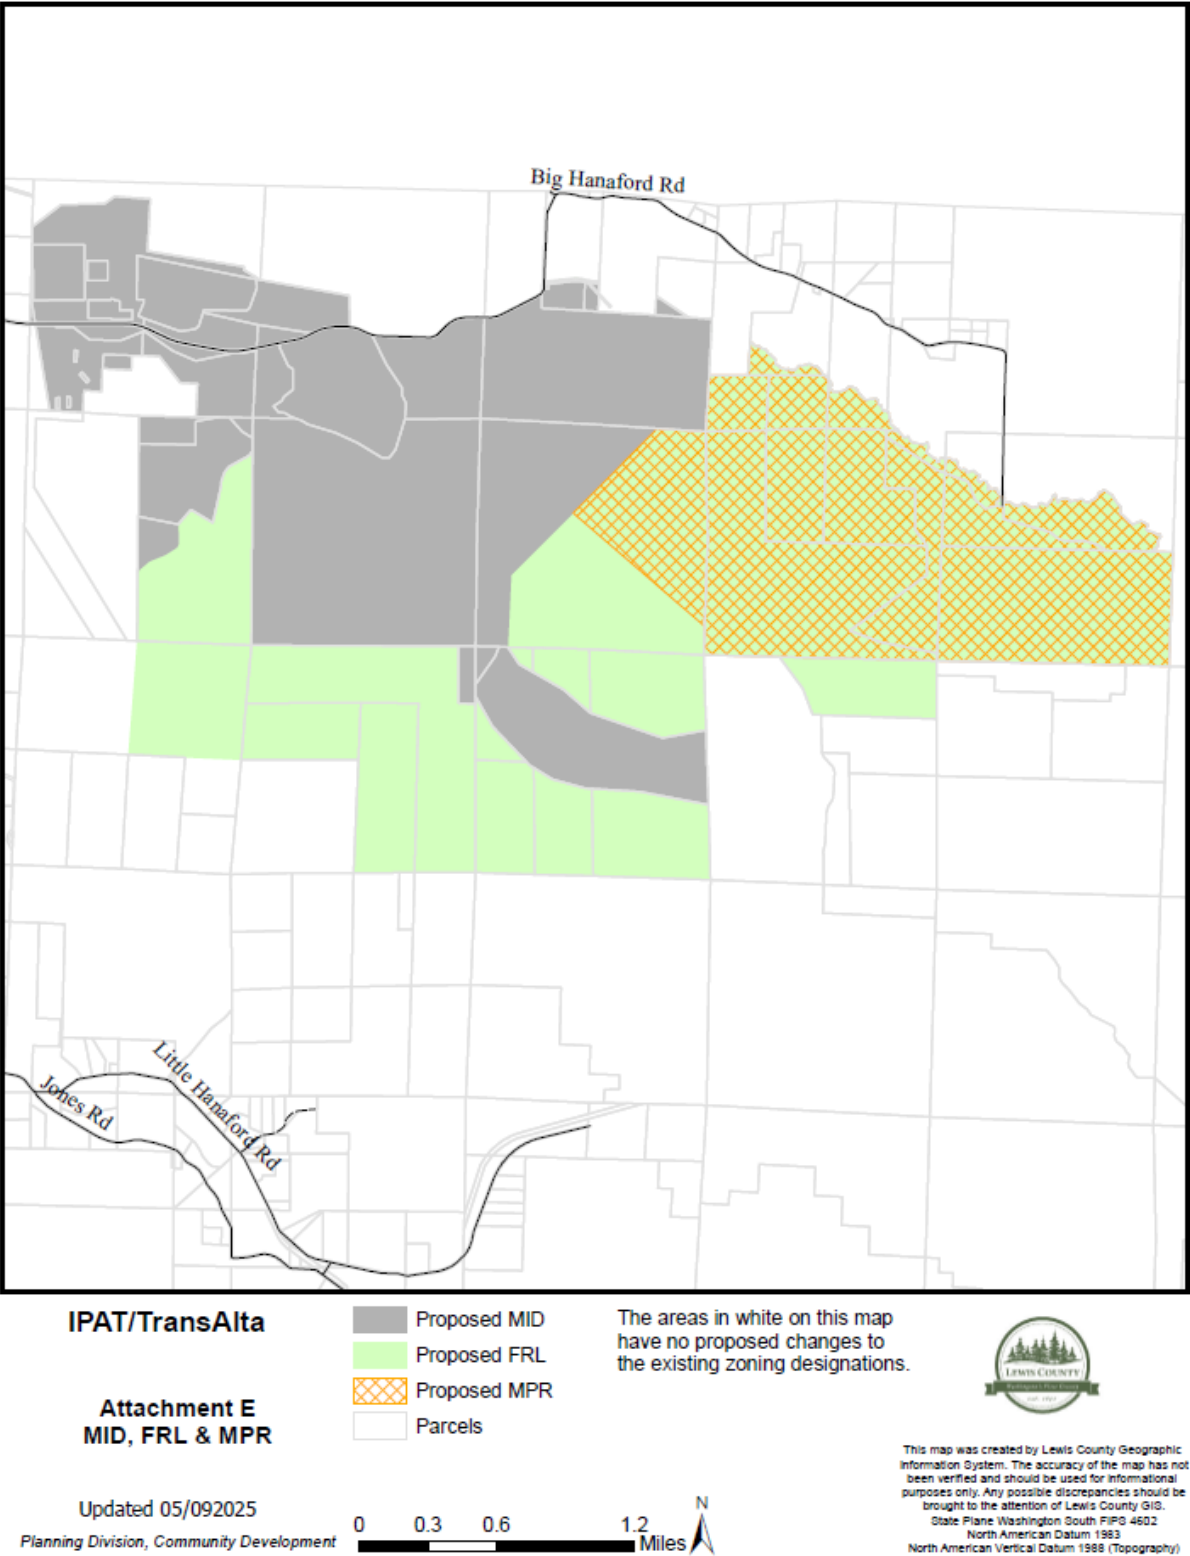 Big Hanaford Rd
Little Hanaford Rd
Jones Rd
IPAT/TransAlta
Attachment E
MID, FRL & MPR
Updated 05/092025
Planning Division, Community Development
Proposed MID
Proposed FRL
Proposed MPR
Parcels
0 0.3 0.6 1.2
Miles
N
The areas in white on this map
have no proposed changes to
the existing zoning designations.
LEWIS COUNTY
This map was created by Lewis County Geographic
Information System. The accuracy of the map has not
been verified and should be used for informational
purposes only. Any possible discrepancies should be
brought to the attention of Lewis County GIS.
State Plane Washington South FIPS 4602
North American Datum 1983
North American Vertical Datum 1988 (Topography)